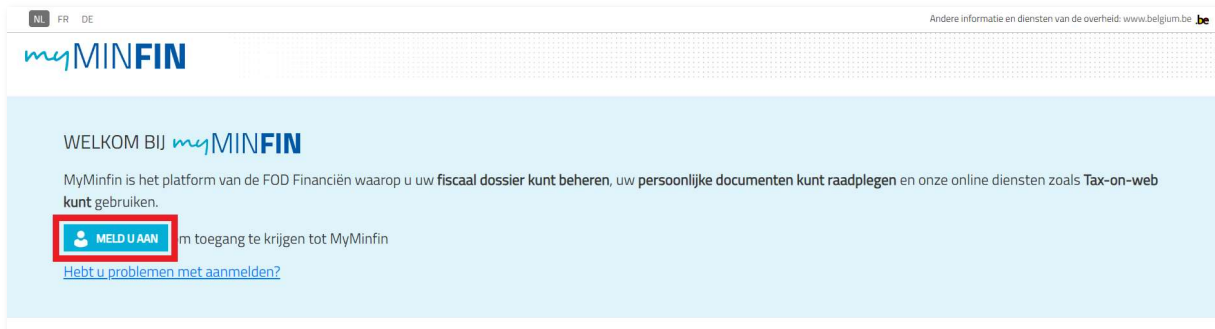 NL FR DE
Andere informatie en diensten van de overheid: www.belgium.be .be
myMINFIN
WELKOM BIJ myMINFIN
MyMinfin is het platform van de FOD Financiën waarop u uw fiscaal dossier kunt beheren, uw persoonlijke documenten kunt raadplegen en onze online diensten zoals Tax-on-web
kunt gebruiken.
MELD U AAN m toegang te krijgen tot MyMinfin
Hebt u problemen met aanmelden?